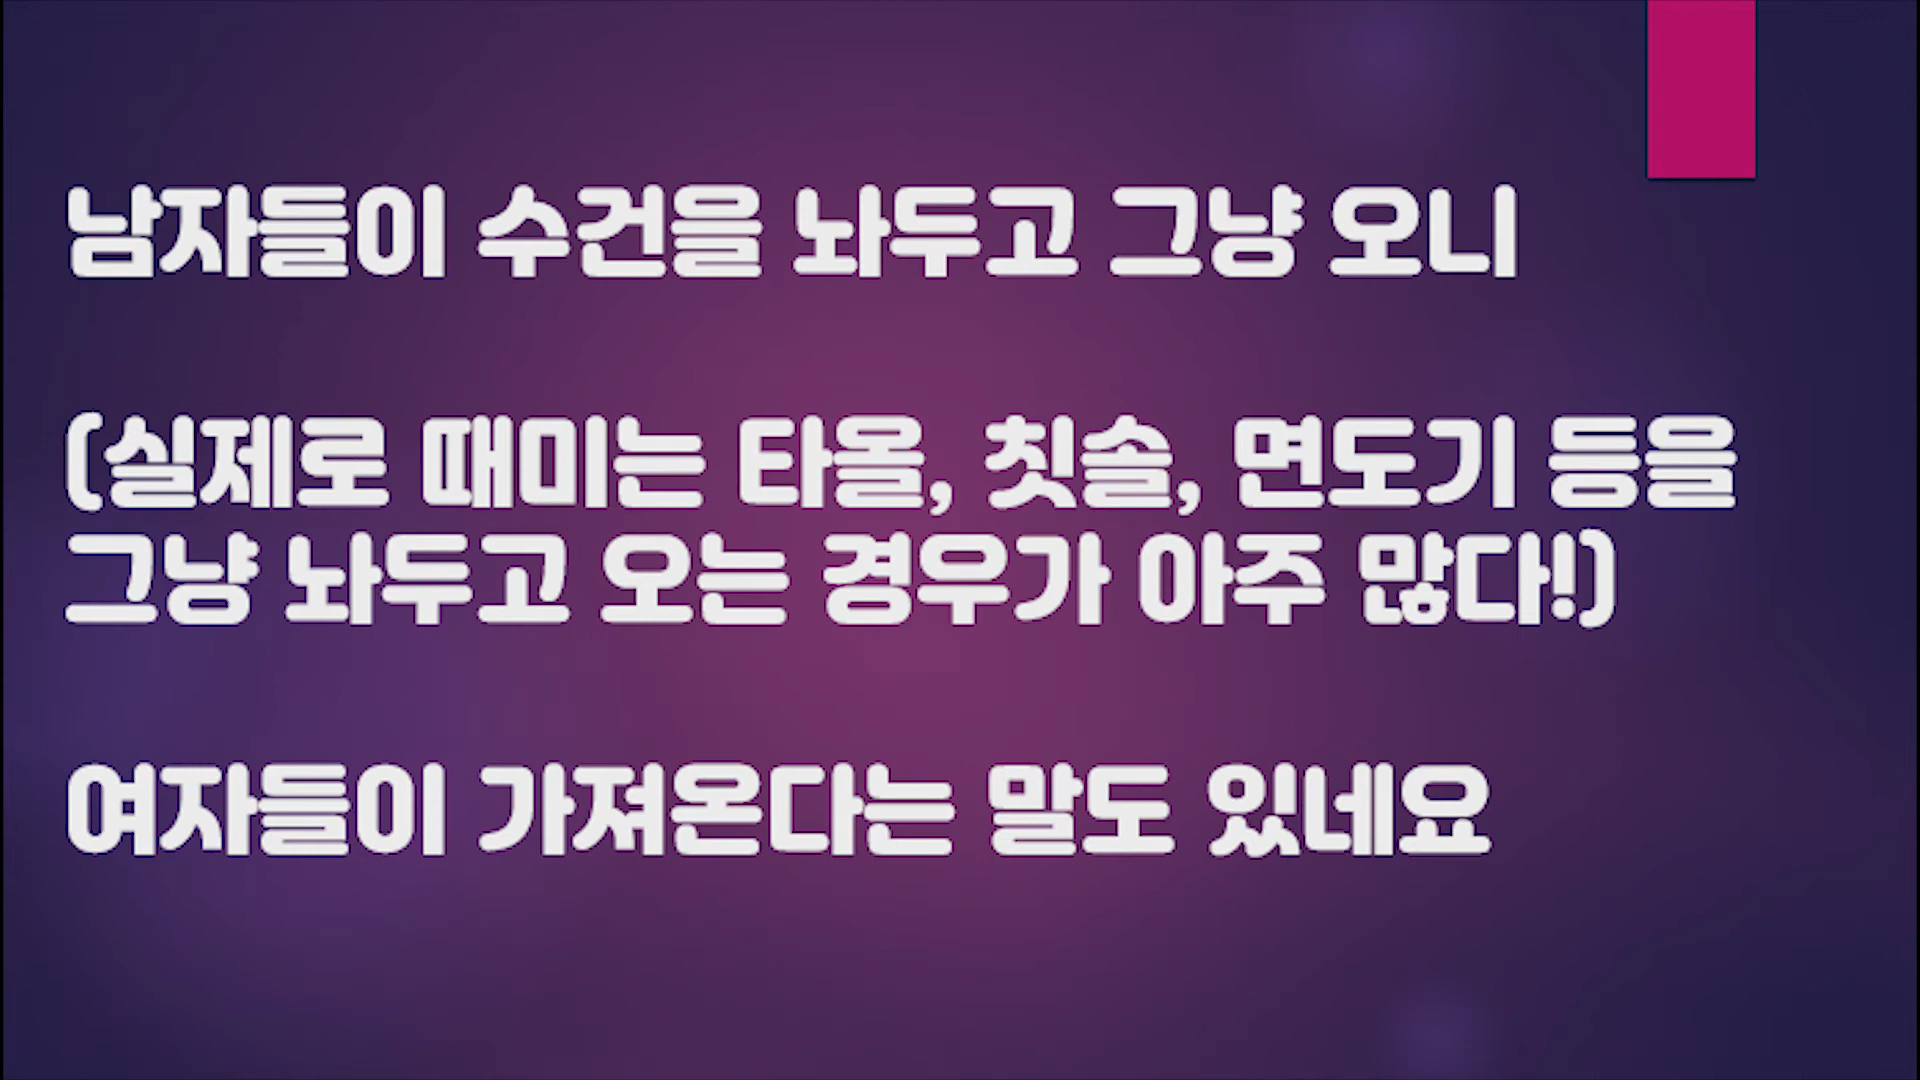 남자들이 수건을 놔두고 그냥 오니
(실제로 때미는 타올, 칫솔, 면도기 등을
그냥 놔두고 오는 경우가 아주 많다!)
여자들이 가져온다는 말도 있네요